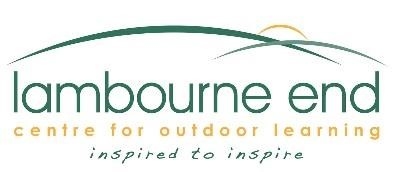 lambourne end
centre for outdoor learning
inspired to inspire